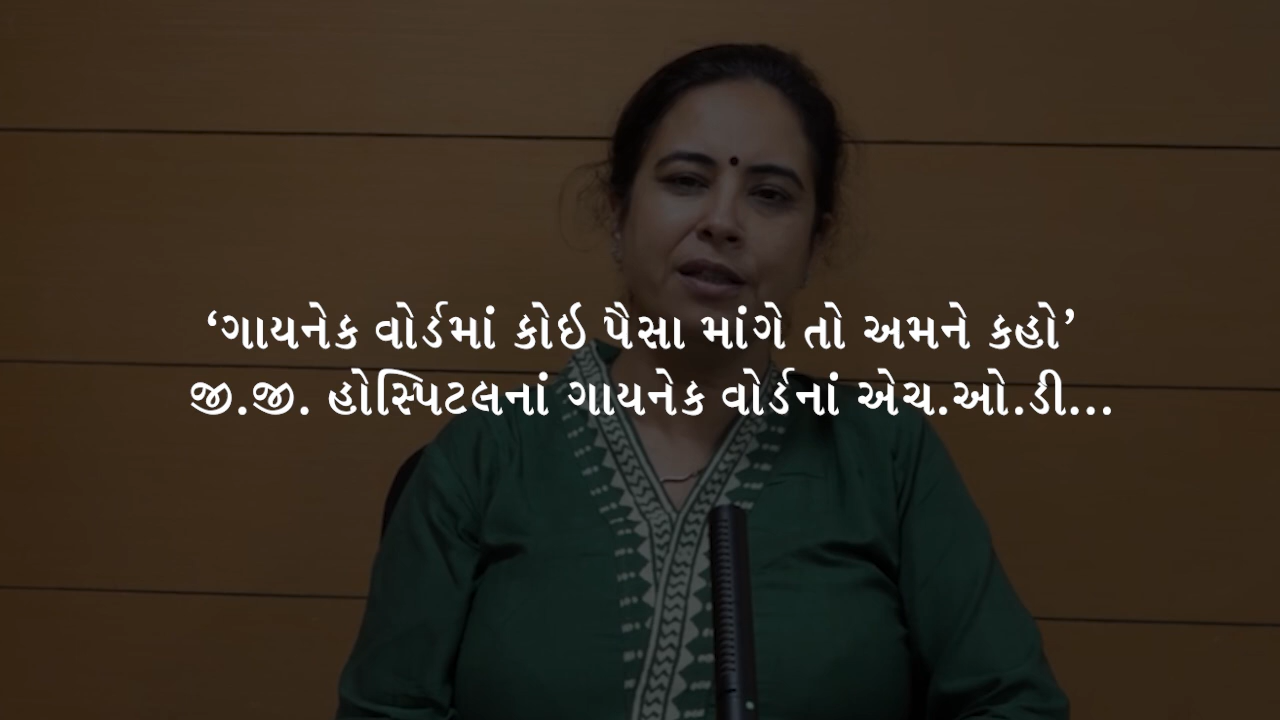 ‘ગાયનેક વોર્ડમાં કોઇ પૈસા માંગે તો અમને કહો’
જી.જી. હોસ્પિટલનાં ગાયનેક વોર્ડનાં એચ.ઓ.ડી...